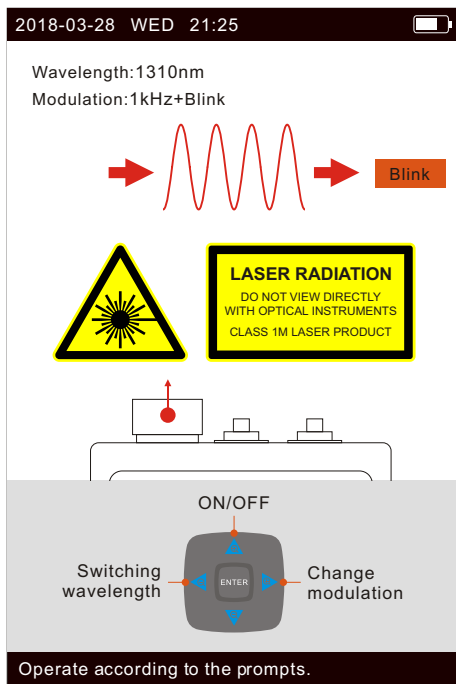 2018-03-28 WED 21:25
Wavelength:1310nm
Modulation:1kHz+Blink
Blink
LASER RADIATION
DO NOT VIEW DIRECTLY
WITH OPTICAL INSTRUMENTS
CLASS 1M LASER PRODUCT
ON/OFF
Switching
wavelength
ENTER
Change
modulation
Operate according to the prompts.